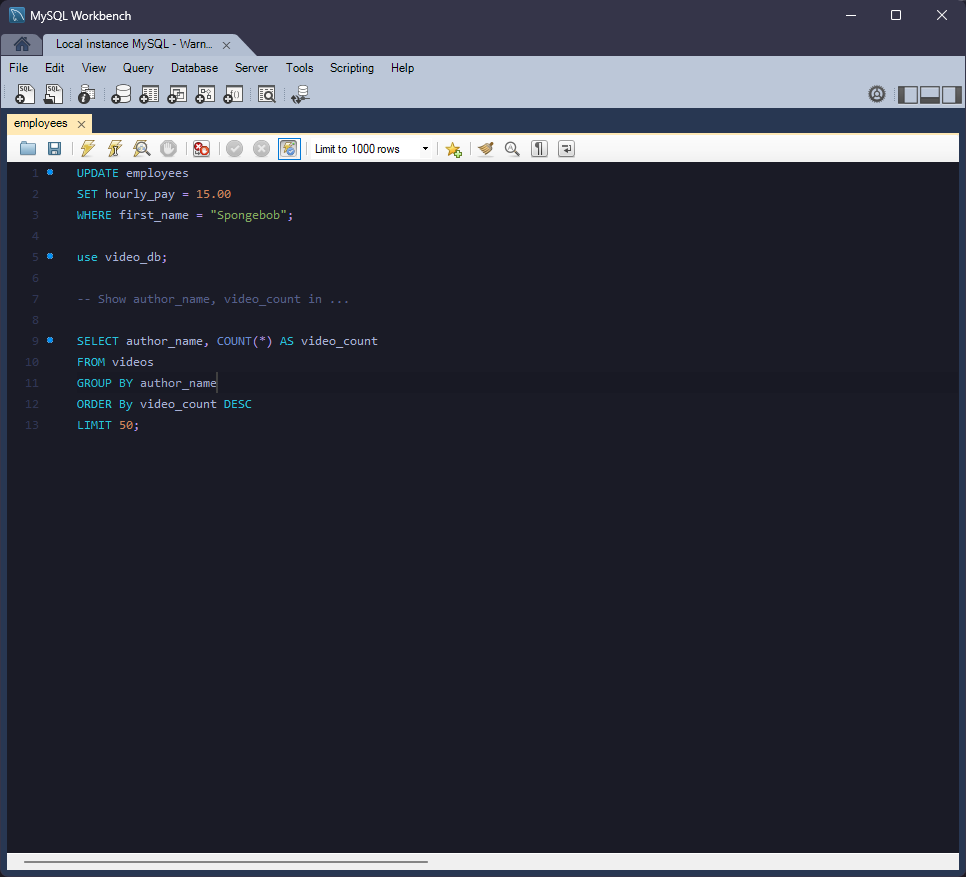 MySQL Workbench
Local instance MySQL - Warn...
File Edit View Query Database Server Tools Scripting Help
SQL SQL
employees
Limit to 1000 rows
1 UPDATE employees
2 SET hourly_pay = 15.00
3 WHERE first_name = "Spongebob";
4
5 use video_db;
6
7 -- Show author_name, video_count in ...
8
9 SELECT author_name, COUNT(*) AS video_count
10 FROM videos
11 GROUP BY author_name
12 ORDER By video_count DESC
13 LIMIT 50;